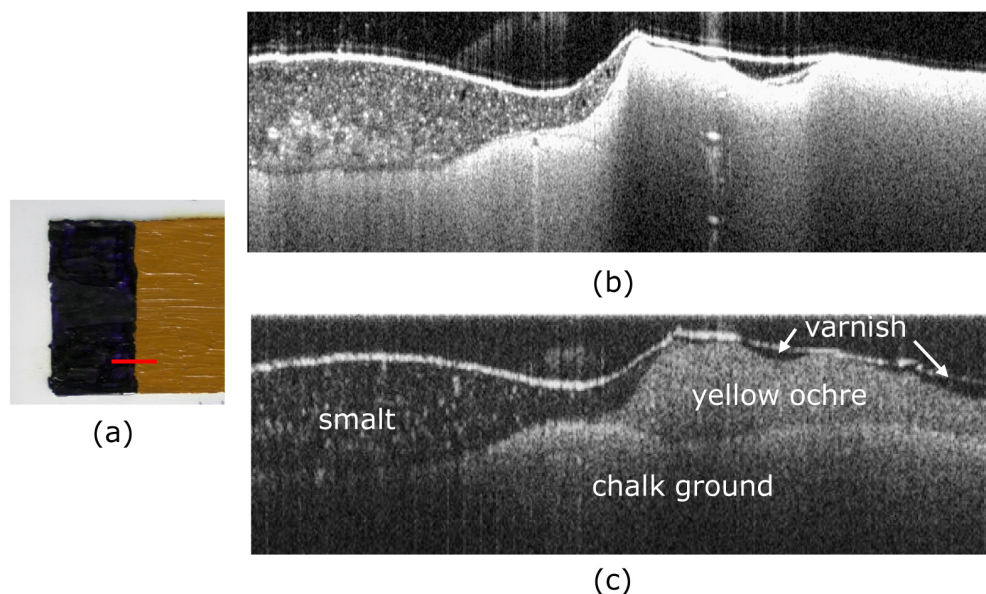 (a)
(b)
varnish
yellow ochre
smalt
chalk ground
(c)